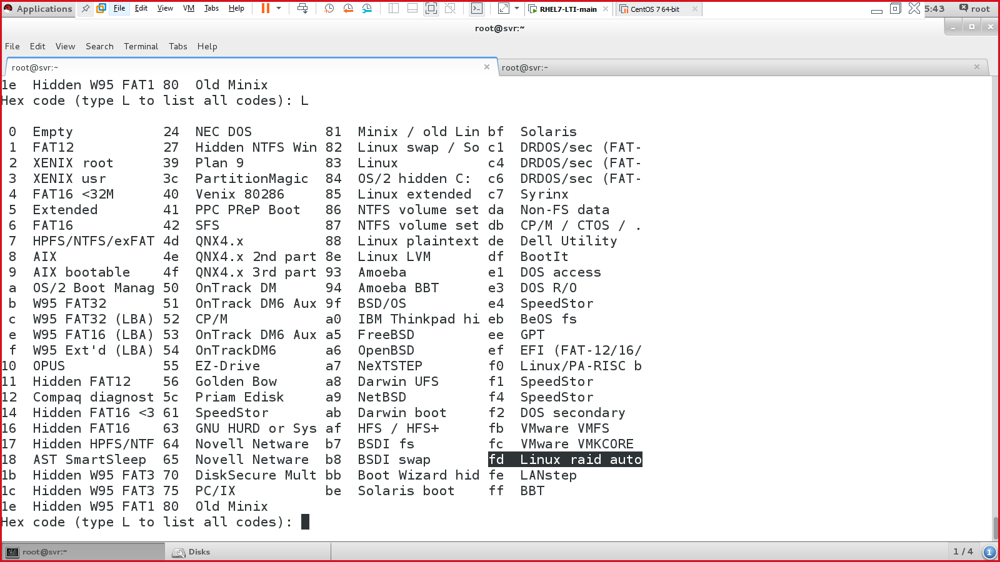 Applications File Edit View VM Tabs Help RHEL7-LTI-main CentOS 7 64-bit 5:43 root
root@svr:~
File Edit View Search Terminal Tabs Help
root@svr:~ root@svr:~
1e  Hidden W95 FAT1 80  Old Minix
Hex code (type L to list all codes): L
0  Empty           24  NEC DOS         81  Minix / old Lin bf  Solaris
1  FAT12           27  Hidden NTFS Win 82  Linux swap / So c1  DRDOS/sec (FAT-
2  XENIX root      39  Plan 9          83  Linux           c4  DRDOS/sec (FAT-
3  XENIX usr       3c  PartitionMagic  84  OS/2 hidden C:  c6  DRDOS/sec (FAT-
4  FAT16 <32M      40  Venix 80286     85  Linux extended  c7  Syrinx
5  Extended        41  PPC PReP Boot   86  NTFS volume set da  Non-FS data
6  FAT16           42  SFS             87  NTFS volume set db  CP/M / CTOS / .
7  HPFS/NTFS/exFAT 4d  QNX4.x          88  Linux plaintext de  Dell Utility
8  AIX             4e  QNX4.x 2nd part 8e  Linux LVM       df  BootIt
9  AIX bootable    4f  QNX4.x 3rd part 93  Amoeba          e1  DOS access
a  OS/2 Boot Manag 50  OnTrack DM      94  Amoeba BBT      e3  DOS R/O
b  W95 FAT32       51  OnTrack DM6 Aux 9f  BSD/OS          e4  SpeedStor
c  W95 FAT32 (LBA) 52  CP/M            a0  IBM Thinkpad hi eb  BeOS fs
e  W95 FAT16 (LBA) 53  OnTrack DM6 Aux a5  FreeBSD         ee  GPT
f  W95 Ext'd (LBA) 54  OnTrackDM6      a6  OpenBSD         ef  EFI (FAT-12/16/
10  OPUS            55  EZ-Drive        a7  NeXTSTEP        f0  Linux/PA-RISC b
11  Hidden FAT12    56  Golden Bow      a8  Darwin UFS      f1  SpeedStor
12  Compaq diagnost 5c  Priam Edisk     a9  NetBSD          f4  SpeedStor
14  Hidden FAT16 <3 61  SpeedStor       ab  Darwin boot     f2  DOS secondary
16  Hidden FAT16    63  GNU HURD or Sys af  HFS / HFS+      fb  VMware VMFS
17  Hidden HPFS/NTF 64  Novell Netware  b7  BSDI fs         fc  VMware VMKCORE
18  AST SmartSleep  65  Novell Netware  b8  BSDI swap       fd  Linux raid auto
1b  Hidden W95 FAT3 70  DiskSecure Mult bb  Boot Wizard hid fe  LANstep
1c  Hidden W95 FAT3 75  PC/IX           be  Solaris boot    ff  BBT
1e  Hidden W95 FAT1 80  Old Minix
Hex code (type L to list all codes):
root@svr:~ Disks 1 / 4 1